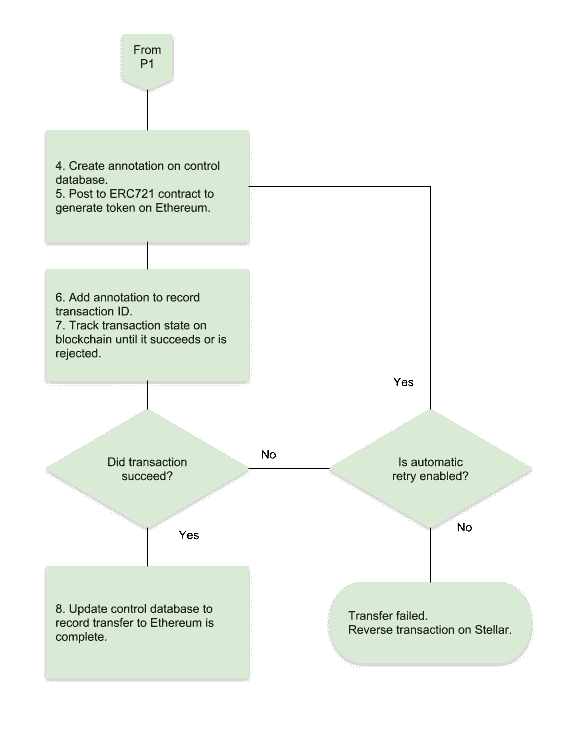 From
P1
4. Create annotation on control
database.
5. Post to ERC721 contract to
generate token on Ethereum.
6. Add annotation to record
transaction ID.
7. Track transaction state on
blockchain until it succeeds or is
rejected.
Yes
Did transaction
succeed?
No
Is automatic
retry enabled?
Yes
No
8. Update control database to
record transfer to Ethereum is
complete.
Transfer failed.
Reverse transaction on Stellar.